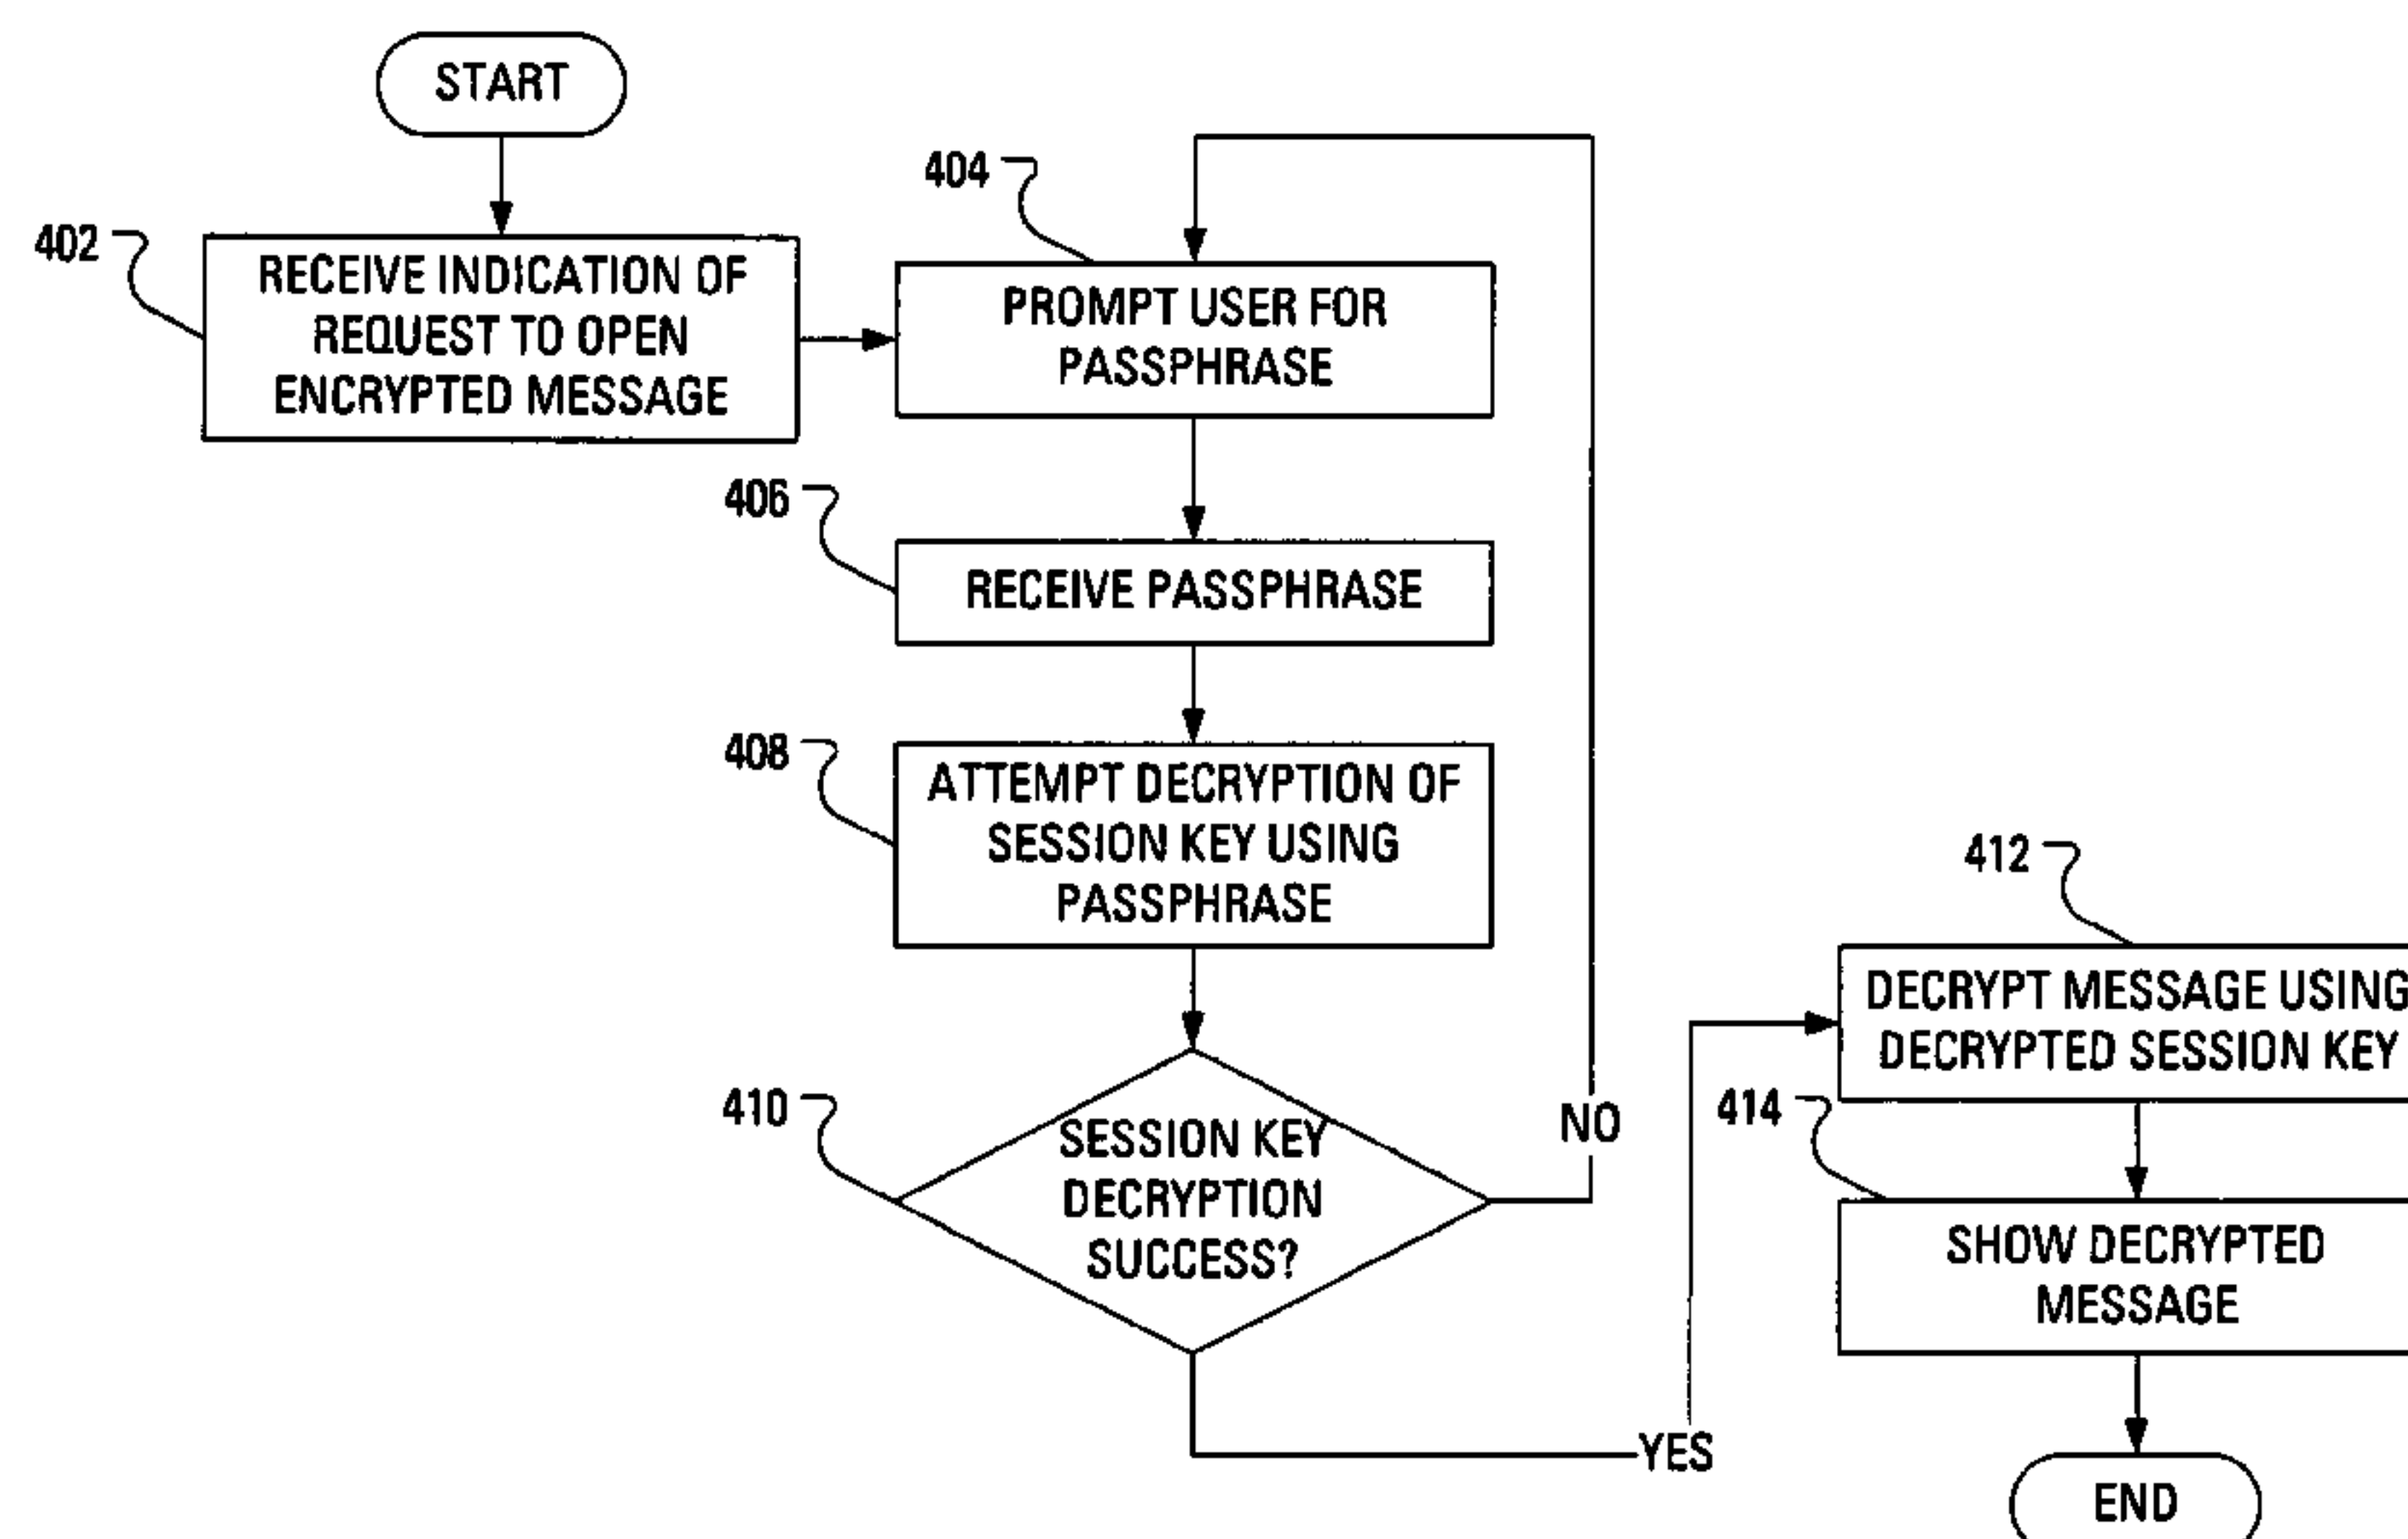 START
402
RECEIVE INDICATION OF
REQUEST TO OPEN
ENCRYPTED MESSAGE
404
PROMPT USER FOR
PASSPHRASE
406
RECEIVE PASSPHRASE
408
ATTEMPT DECRYPTION OF
SESSION KEY USING
PASSPHRASE
410
SESSION KEY
DECRYPTION
SUCCESS?
NO
YES
412
DECRYPT MESSAGE USING
DECRYPTED SESSION KEY
414
SHOW DECRYPTED
MESSAGE
END